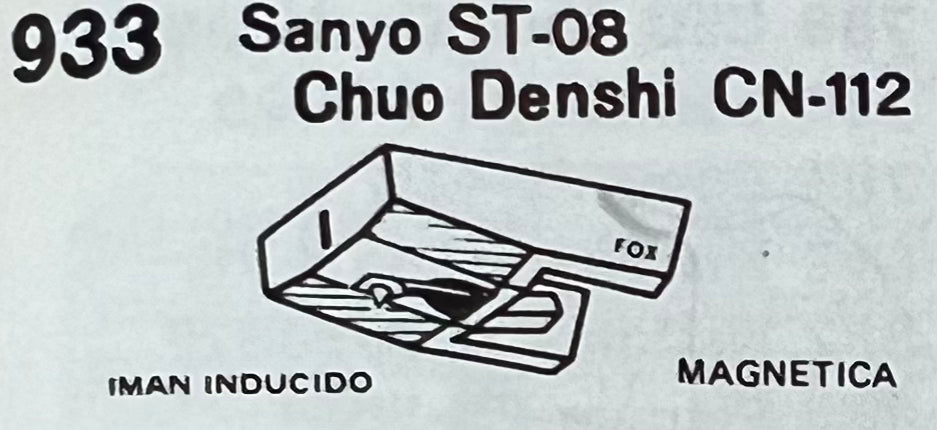 933 Sanyo ST-08
Chuo Denshi CN-112
FOX
IMAN INDUCIDO MAGNETICA